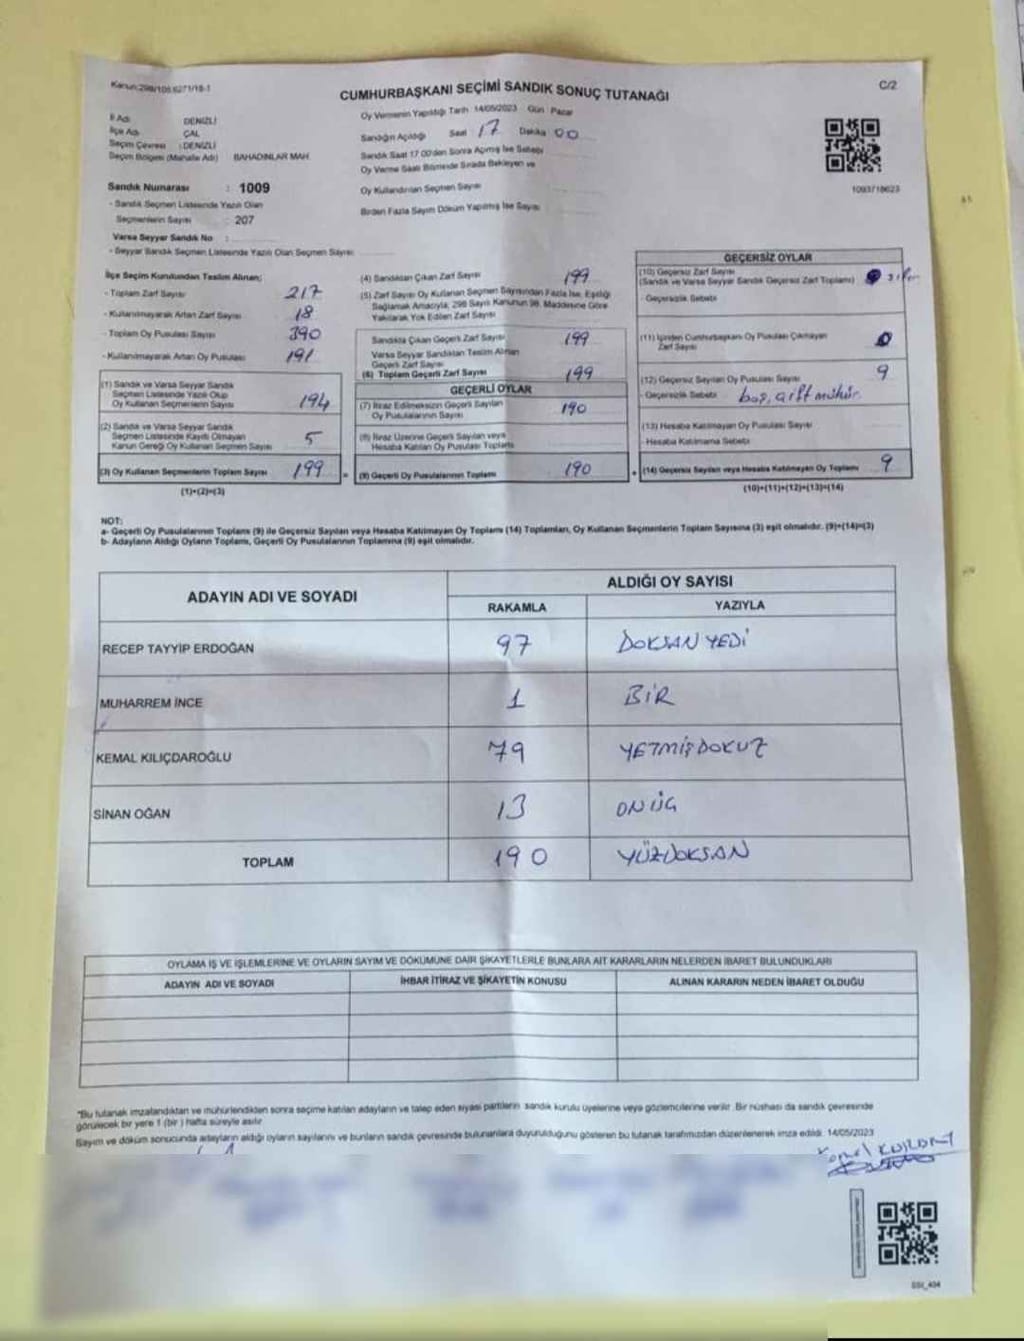 Kanun:298/105.6271/18-1
CUMHURBAŞKANI SEÇİMİ SANDIK SONUÇ TUTANAĞI
C/2
İl Adı DENİZLİ
İlçe Adı ÇAL
Seçim Çevresi : DENİZLİ
Seçim Bölgesi (Mahalle Adı) BAHADINLAR MAH.
Oy Vermenin Yapıldığı Tarih 14/05/2023 Gün Pazar
Sandığın Açıldığı Saat 17 Dakika 00
Sandık Saat 17.00'den Sonra Açılmış İse Sebebi
Oy Verme Saati Bitiminde Sırada Bekleyen ve
Oy Kullandırılan Seçmen Sayısı
Birden Fazla Sayım Döküm Yapılmış İse Sayısı
1093718623
Sandık Numarası : 1009
- Sandık Seçmen Listesinde Yazılı Olan
Seçmenlerin Sayısı : 207
Varsa Seyyar Sandık No :
- Seyyar Sandık Seçmen Listesinde Yazılı Olan Seçmen Sayısı:
İlçe Seçim Kurulundan Teslim Alınan;
- Toplam Zarf Sayısı 217
- Kullanılmayarak Artan Zarf Sayısı 18
- Toplam Oy Pusulası Sayısı 390
- Kullanılmayarak Artan Oy Pusulası 191
(1) Sandık ve Varsa Seyyar Sandık
Seçmen Listesinde Yazılı Olup
Oy Kullanan Seçmenlerin Sayısı 194
(2) Sandık ve Varsa Seyyar Sandık
Seçmen Listesinde Kayıtlı Olmayan
Kanun Gereği Oy Kullanan Seçmen Sayısı 5
(3) Oy Kullanan Seçmenlerin Toplam Sayısı 199
(1)+(2)=(3)
(4) Sandıktan Çıkan Zarf Sayısı 199
(5) Zarf Sayısı Oy Kullanan Seçmen Sayısından Fazla İse, Eşitliği
Sağlamak Amacıyla, 298 Sayılı Kanunun 98. Maddesine Göre
Yakılarak Yok Edilen Zarf Sayısı
Sandıkta Çıkan Geçerli Zarf Sayısı 199
Varsa Seyyar Sandıktan Teslim Alınan
Geçerli Zarf Sayısı
(6) Toplam Geçerli Zarf Sayısı 199
GEÇERLİ OYLAR
(7) İtiraz Edilmeksizin Geçerli Sayılan
Oy Pusulalarının Sayısı 190
(8) İtiraz Üzerine Geçerli Sayılan veya
Hesaba Katılan Oy Pusulaları Toplamı
(9) Geçerli Oy Pusulalarının Toplamı 190
GEÇERSİZ OYLAR
(10) Geçersiz Zarf Sayısı
(Sandık ve Varsa Seyyar Sandık Geçersiz Zarf Toplamı) sıfır
- Geçersizlik Sebebi
(11) İçinden Cumhurbaşkanı Oy Pusulası Çıkmayan
Zarf Sayısı 0
(12) Geçersiz Sayılan Oy Pusulası Sayısı 9
- Geçersizlik Sebebi boş, çift mühür.
(13) Hesaba Katılmayan Oy Pusulası Sayısı
- Hesaba Katılmama Sebebi
(14) Geçersiz Sayılan veya Hesaba Katılmayan Oy Toplamı 9
(10)+(11)+(12)+(13)=(14)
NOT:
a- Geçerli Oy Pusulalarının Toplamı (9) ile Geçersiz Sayılan veya Hesaba Katılmayan Oy Toplamı (14) Toplamları, Oy Kullanan Seçmenlerin Toplam Sayısına (3) eşit olmalıdır. (9)+(14)=(3)
b- Adayların Aldığı Oyların Toplamı, Geçerli Oy Pusulalarının Toplamına (9) eşit olmalıdır.
ADAYIN ADI VE SOYADI
ALDIĞI OY SAYISI
RAKAMLA YAZIYLA
RECEP TAYYİP ERDOĞAN 97 DOKSAN YEDİ
MUHARREM İNCE 1 BİR
KEMAL KILIÇDAROĞLU 79 YETMİŞDOKUZ
SİNAN OĞAN 13 ONÜÇ
TOPLAM 190 YÜZDOKSAN
OYLAMA İŞ VE İŞLEMLERİNE VE OYLARIN SAYIM VE DÖKÜMÜNE DAİR ŞİKAYETLERLE BUNLARA AİT KARARLARIN NELERDEN İBARET BULUNDUKLARI
ADAYIN ADI VE SOYADI İHBAR İTİRAZ VE ŞİKAYETİN KONUSU ALINAN KARARIN NEDEN İBARET OLDUĞU
*Bu tutanak imzalandıktan ve mühürlendikten sonra seçime katılan adayların ve talep eden siyasi partilerin sandık kurulu üyelerine veya gözlemcilerine verilir. Bir nüshası da sandık çevresinde
görülecek bir yere 1 (bir ) hafta süreyle asılır.
Sayım ve döküm sonucunda adayların aldığı oyların sayılarını ve bunların sandık çevresinde bulunanlara duyurulduğunu gösteren bu tutanak tarafımızdan düzenlenerek imza edildi. 14/05/2023